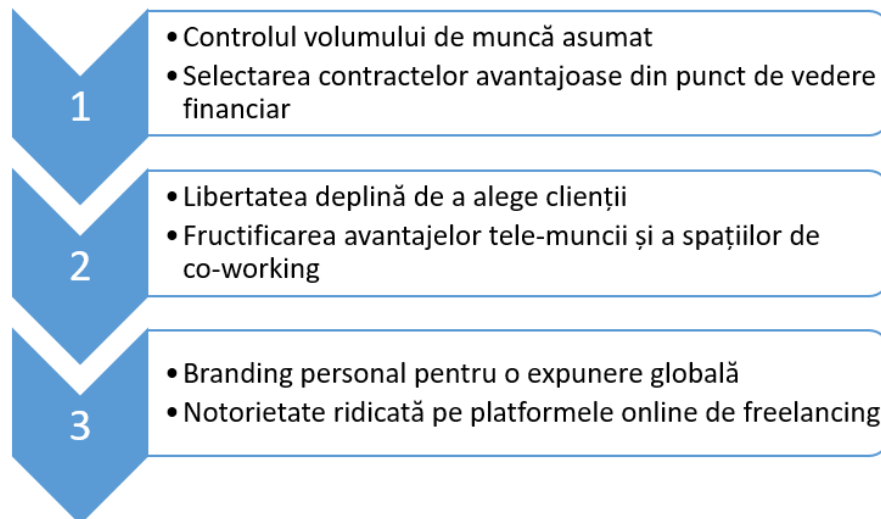 1
• Controlul volumului de muncă asumat
• Selectarea contractelor avantajoase din punct de vedere
financiar
2
• Libertatea deplină de a alege clienții
• Fructificarea avantajelor tele-muncii și a spațiilor de
co-working
3
• Branding personal pentru o expunere globală
• Notorietate ridicată pe platformele online de freelancing